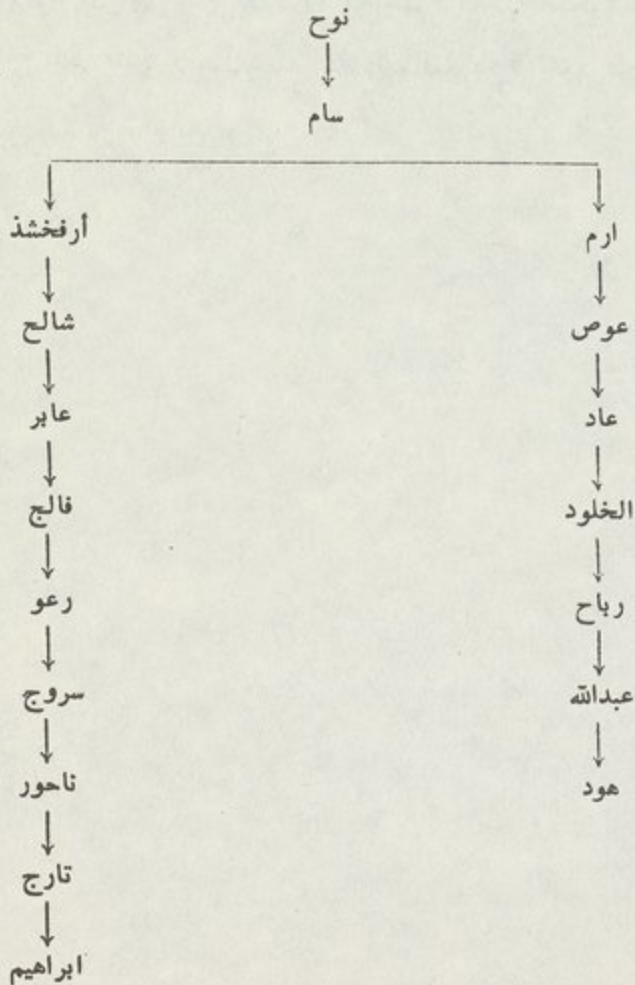 نوح
سام
ارم أرفخشذ
عوص شالح
عاد عابر
الخلود فالج
رباح رعو
عبدالله سروج
هود ناحور
تارج
ابراهيم